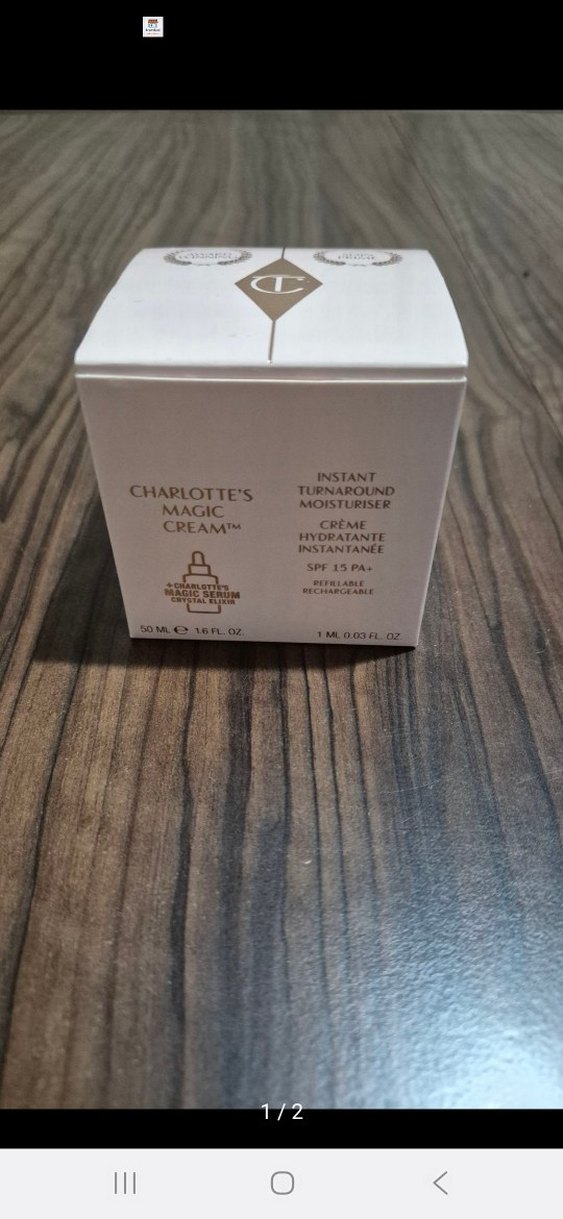 CHARLOTTE'S
MAGIC
CREAM™
+CHARLOTTE'S
MAGIC SERUM
CRYSTAL ELIXIR
50 ML ℮ 1.6 FL. OZ.
INSTANT
TURNAROUND
MOISTURISER
CRÈME
HYDRATANTE
INSTANTANÉE
SPF 15 PA+
REFILLABLE
RECHARGEABLE
1 ML 0.03 FL. OZ.
1 / 2